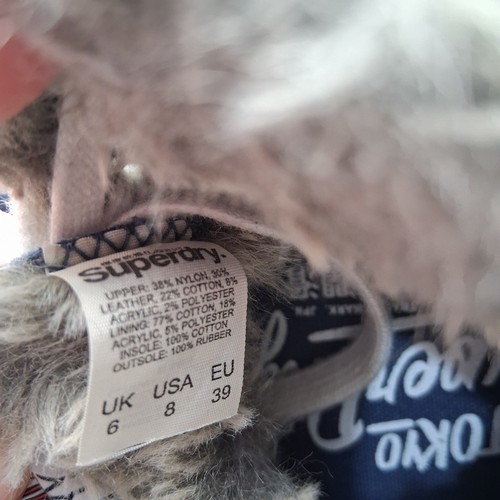 Superdry.
UPPER: 38% NYLON, 30%
LEATHER, 22% COTTON, 8%
ACRYLIC, 2% POLYESTER
LINING: 77% COTTON, 18%
ACRYLIC, 5% POLYESTER
INSOLE: 100% COTTON
OUTSOLE: 100% RUBBER
UK USA EU
6 8 39
TOKYO